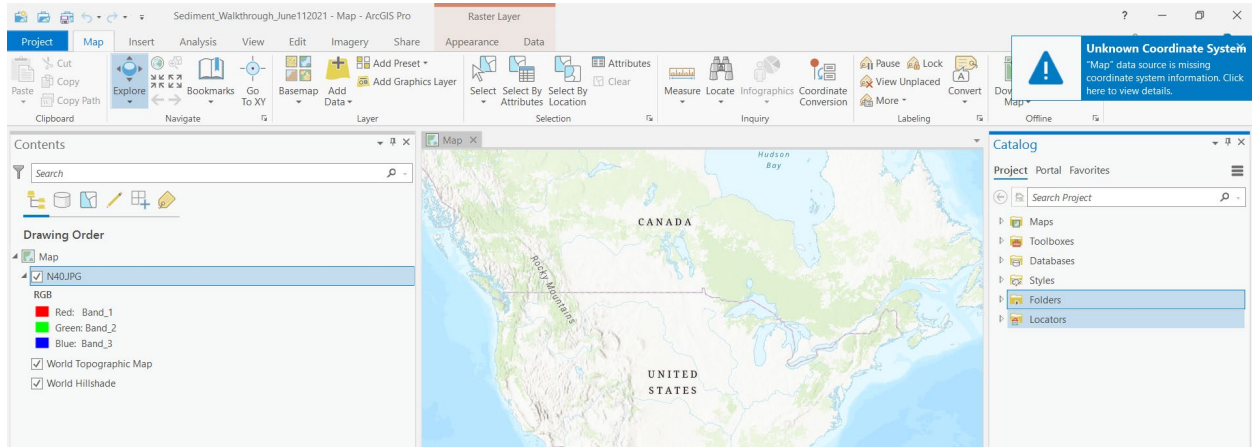 Sediment_Walkthrough_June112021 - Map - ArcGIS Pro
Raster Layer
?
Project Map Insert Analysis View Edit Imagery Share Appearance Data
Paste
Cut
Copy
Copy Path
Clipboard
Explore
Bookmarks
Go To XY
Navigate
Basemap
Add Data
Add Preset
Add Graphics Layer
Layer
Select
Select By Attributes
Select By Location
Attributes
Clear
Selection
Measure
Locate
Infographics
Coordinate Conversion
Inquiry
Pause
Lock
View Unplaced
More
Convert
Labeling
Map
Offline
Unknown Coordinate System
"Map" data source is missing
coordinate system information. Click
here to view details.
Contents
Search
Drawing Order
Map
N40.JPG
RGB
Red: Band_1
Green: Band_2
Blue: Band_3
World Topographic Map
World Hillshade
Map
Hudson
Bay
CANADA
Rocky Mountains
UNITED
STATES
Catalog
Project Portal Favorites
Search Project
Maps
Toolboxes
Databases
Styles
Folders
Locators